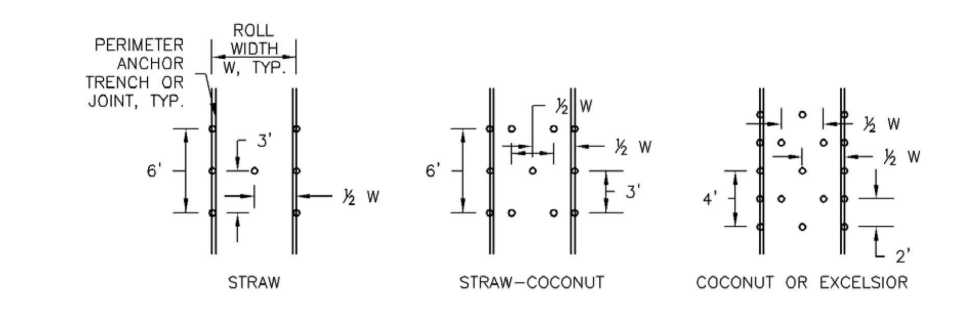 PERIMETER
ANCHOR
TRENCH OR
JOINT, TYP.
ROLL
WIDTH
W, TYP.
6'
3'
½ W
STRAW
½ W
½ W
6'
3'
STRAW-COCONUT
½ W
½ W
4'
2'
COCONUT OR EXCELSIOR